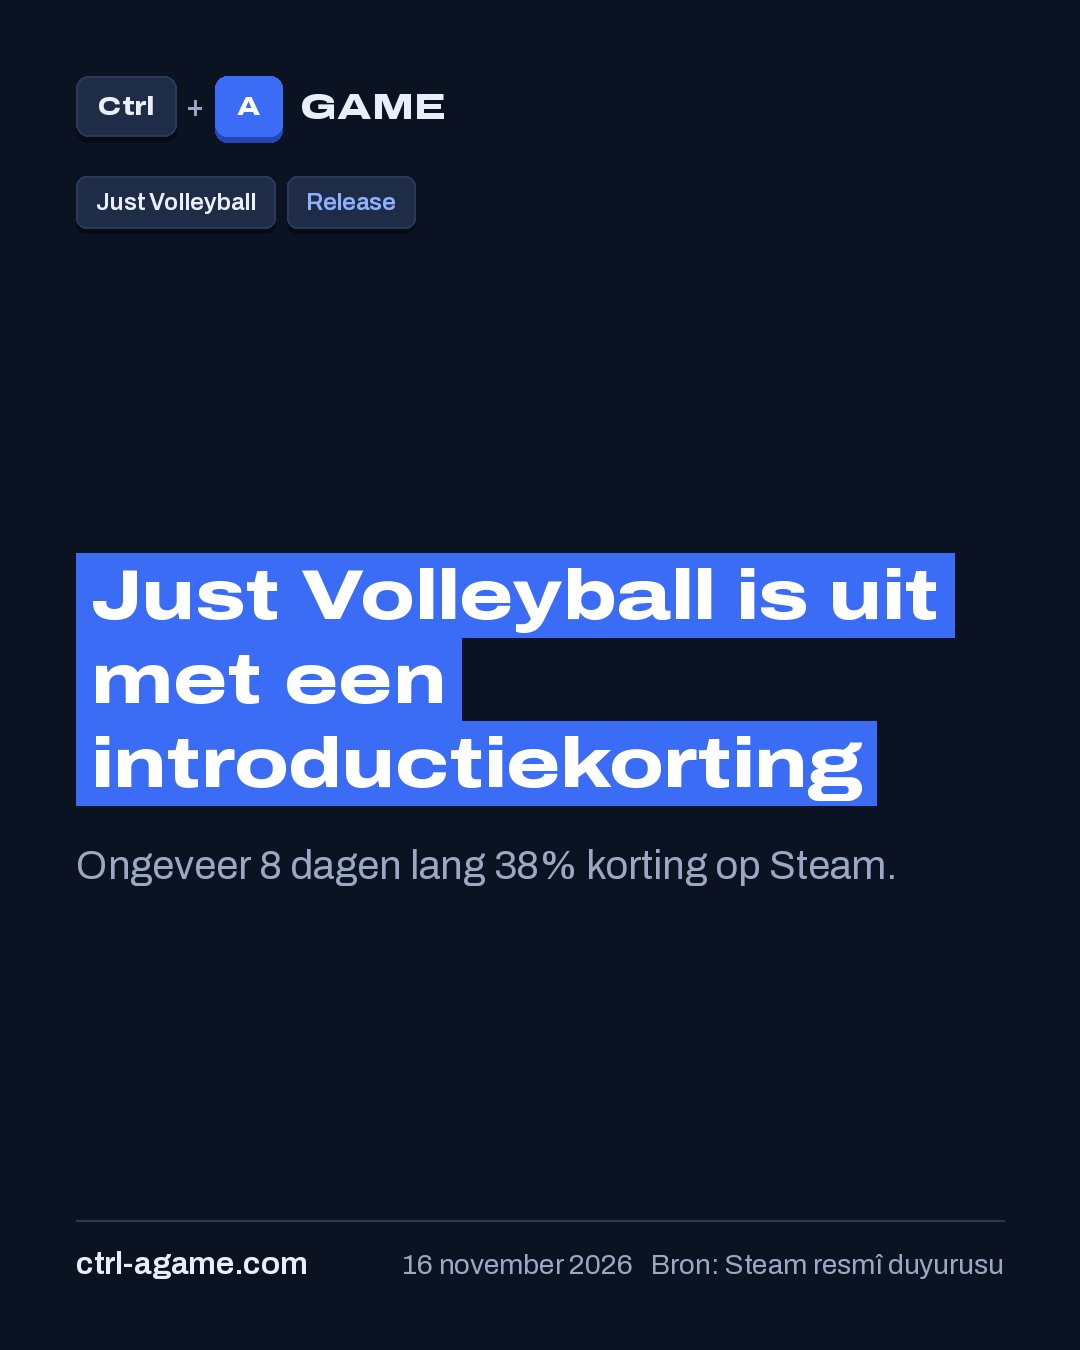 Ctrl + A GAME
Just Volleyball Release
Just Volleyball is uit
met een
introductiekorting
Ongeveer 8 dagen lang 38% korting op Steam.
ctrl-agame.com 16 november 2026 Bron: Steam resmî duyurusu